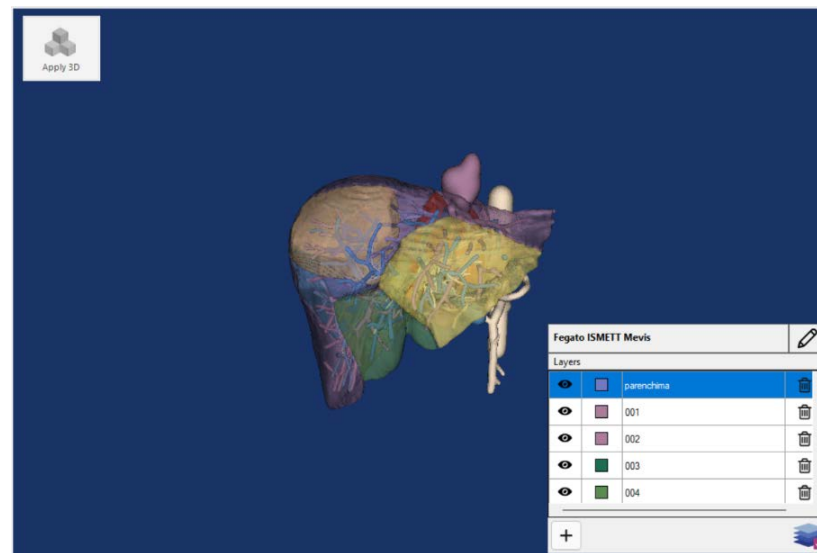 Apply 3D
Fegato ISMETT Mevis
Layers
parenchima
001
002
003
004